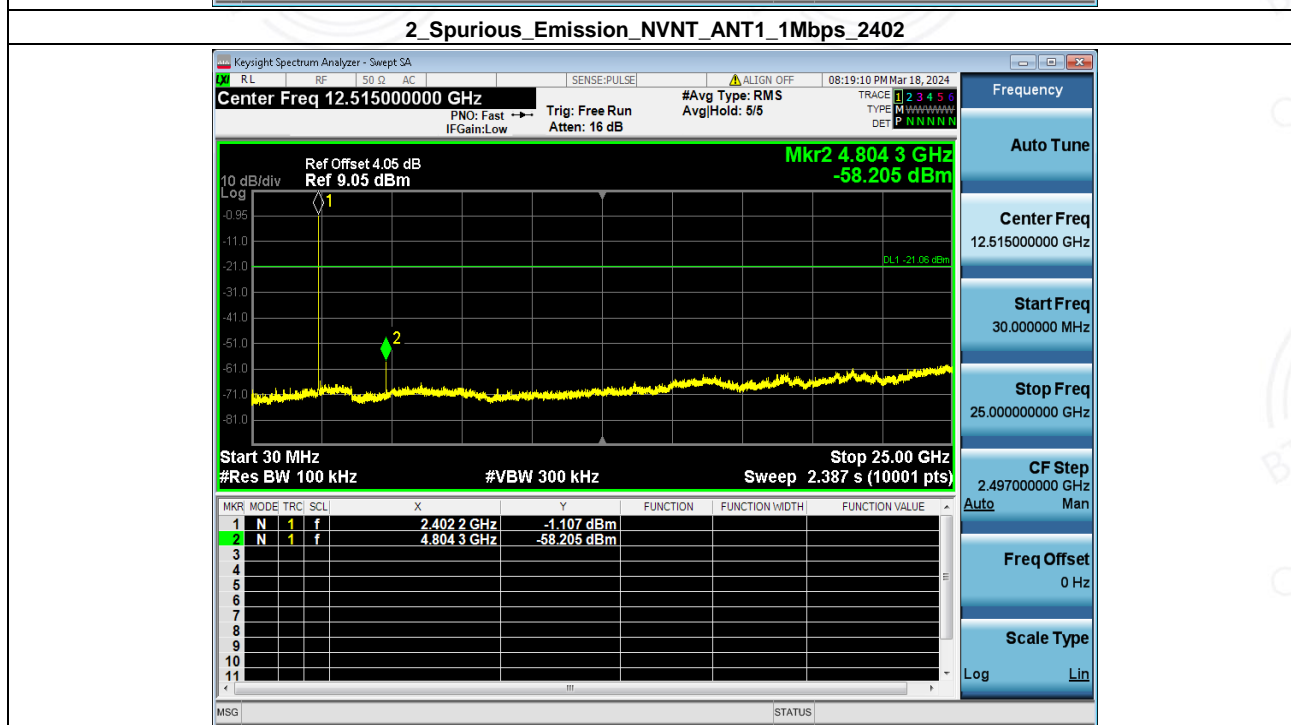 2_Spurious_Emission_NVNT_ANT1_1Mbps_2402
Keysight Spectrum Analyzer - Swept SA
LXI RL RF 50 Ω AC SENSE:PULSE ALIGN OFF 08:19:10 PM Mar 18, 2024
Center Freq 12.515000000 GHz
PNO: Fast
IFGain:Low
Trig: Free Run
Atten: 16 dB
#Avg Type: RMS
Avg|Hold: 5/5
TRACE 1 2 3 4 5 6
TYPE M WWWWW
DET P N N N N N
Frequency
Auto Tune
Center Freq
12.515000000 GHz
Start Freq
30.000000 MHz
Stop Freq
25.000000000 GHz
CF Step
2.497000000 GHz
Auto Man
Freq Offset
0 Hz
Scale Type
Log Lin
Mkr2 4.804 3 GHz
-58.205 dBm
Ref Offset 4.05 dB
10 dB/div Ref 9.05 dBm
Log
1
-0.95
-11.0
-21.0
DL1 -21.06 dBm
-31.0
-41.0
2
-51.0
-61.0
-71.0
-81.0
Start 30 MHz Stop 25.00 GHz
#Res BW 100 kHz #VBW 300 kHz Sweep 2.387 s (10001 pts)
MKR MODE TRC SCL X Y FUNCTION FUNCTION WIDTH FUNCTION VALUE
1 N 1 f 2.402 2 GHz -1.107 dBm
2 N 1 f 4.804 3 GHz -58.205 dBm
3
4
5
6
7
8
9
10
11
MSG STATUS